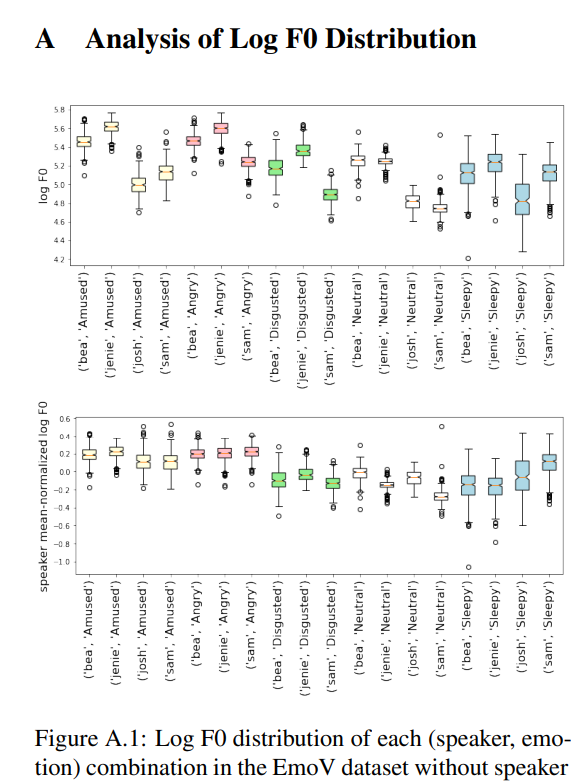 A Analysis of Log F0 Distribution
5.8
5.6
5.4
5.2
5.0
4.8
4.6
4.4
4.2
log F0
('bea', 'Amused')
('jenie', 'Amused')
('josh', 'Amused')
('sam', 'Amused')
('bea', 'Angry')
('jenie', 'Angry')
('sam', 'Angry')
('bea', 'Disgusted')
('jenie', 'Disgusted')
('sam', 'Disgusted')
('bea', 'Neutral')
('jenie', 'Neutral')
('josh', 'Neutral')
('sam', 'Neutral')
('bea', 'Sleepy')
('jenie', 'Sleepy')
('josh', 'Sleepy')
('sam', 'Sleepy')
speaker mean-normalized log F0
0.6
0.4
0.2
0.0
−0.2
−0.4
−0.6
−0.8
−1.0
('bea', 'Amused')
('jenie', 'Amused')
('josh', 'Amused')
('sam', 'Amused')
('bea', 'Angry')
('jenie', 'Angry')
('sam', 'Angry')
('bea', 'Disgusted')
('jenie', 'Disgusted')
('sam', 'Disgusted')
('bea', 'Neutral')
('jenie', 'Neutral')
('josh', 'Neutral')
('sam', 'Neutral')
('bea', 'Sleepy')
('jenie', 'Sleepy')
('josh', 'Sleepy')
('sam', 'Sleepy')
Figure A.1: Log F0 distribution of each (speaker, emo-
tion) combination in the EmoV dataset without speaker